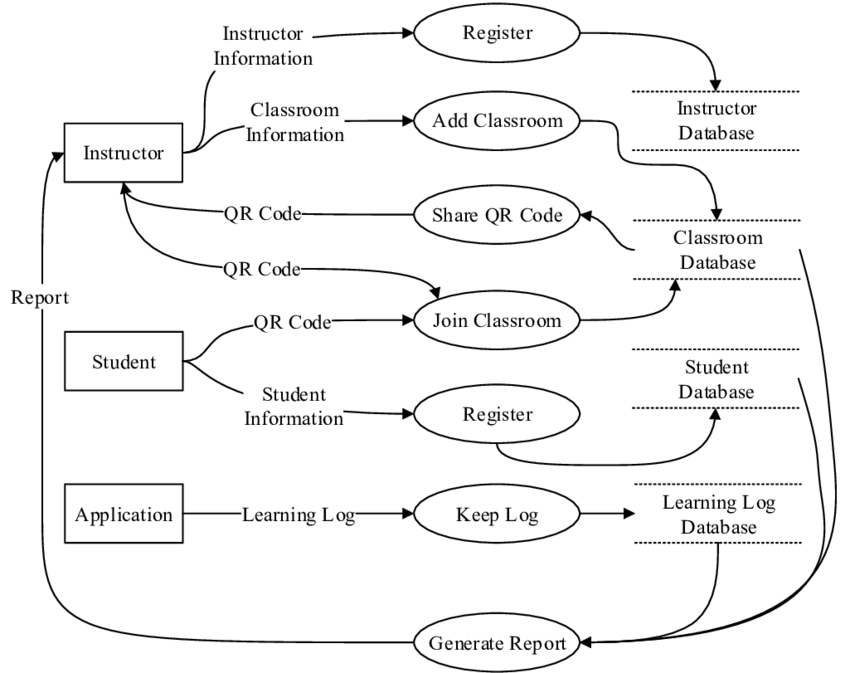 Instructor
Information
Register
Instructor
Database
Classroom
Information
Add Classroom
Instructor
QR Code
Share QR Code
Classroom
Database
QR Code
Report
QR Code
Join Classroom
Student
Student
Information
Register
Student
Database
Application
Learning Log
Keep Log
Learning Log
Database
Generate Report